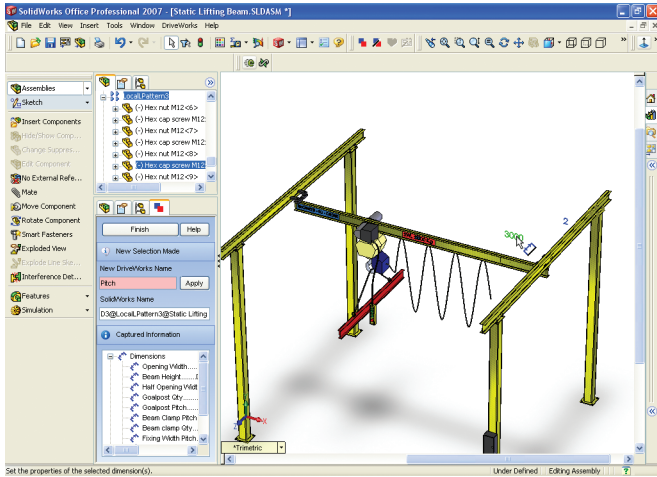 SolidWorks Office Professional 2007 - [Static Lifting Beam.SLDASM *]
File Edit View Insert Tools Window DriveWorks Help
Assemblies
Sketch
Insert Components
Hide/Show Comp...
Change Suppres...
Edit Component
No External Refe...
Mate
Move Component
Rotate Component
Smart Fasteners
Exploded View
Explode Line Ske...
Interference Det...
Features
Simulation
LocalLPattern3
(-) Hex nut M12<6>
(-) Hex cap screw M12:
(-) Hex nut M12<7>
(-) Hex cap screw M12:
(-) Hex nut M12<8>
(-) Hex cap screw M12
(-) Hex nut M12<9>
Finish Help
New Selection Made
New DriveWorks Name
Pitch Apply
SolidWorks Name
D3@LocalLPattern3@Static Lifting
Captured Information
Dimensions
Opening Width.....
Beam Height.......
Half Opening Widt
Goalpost Qty....
Goalpost Pitch....
Beam Clamp Pitch
Beam clamp Qty...
Fixing Width Pitch.
3000
2
Z X
*Trimetric
Set the properties of the selected dimension(s). Under Defined Editing Assembly